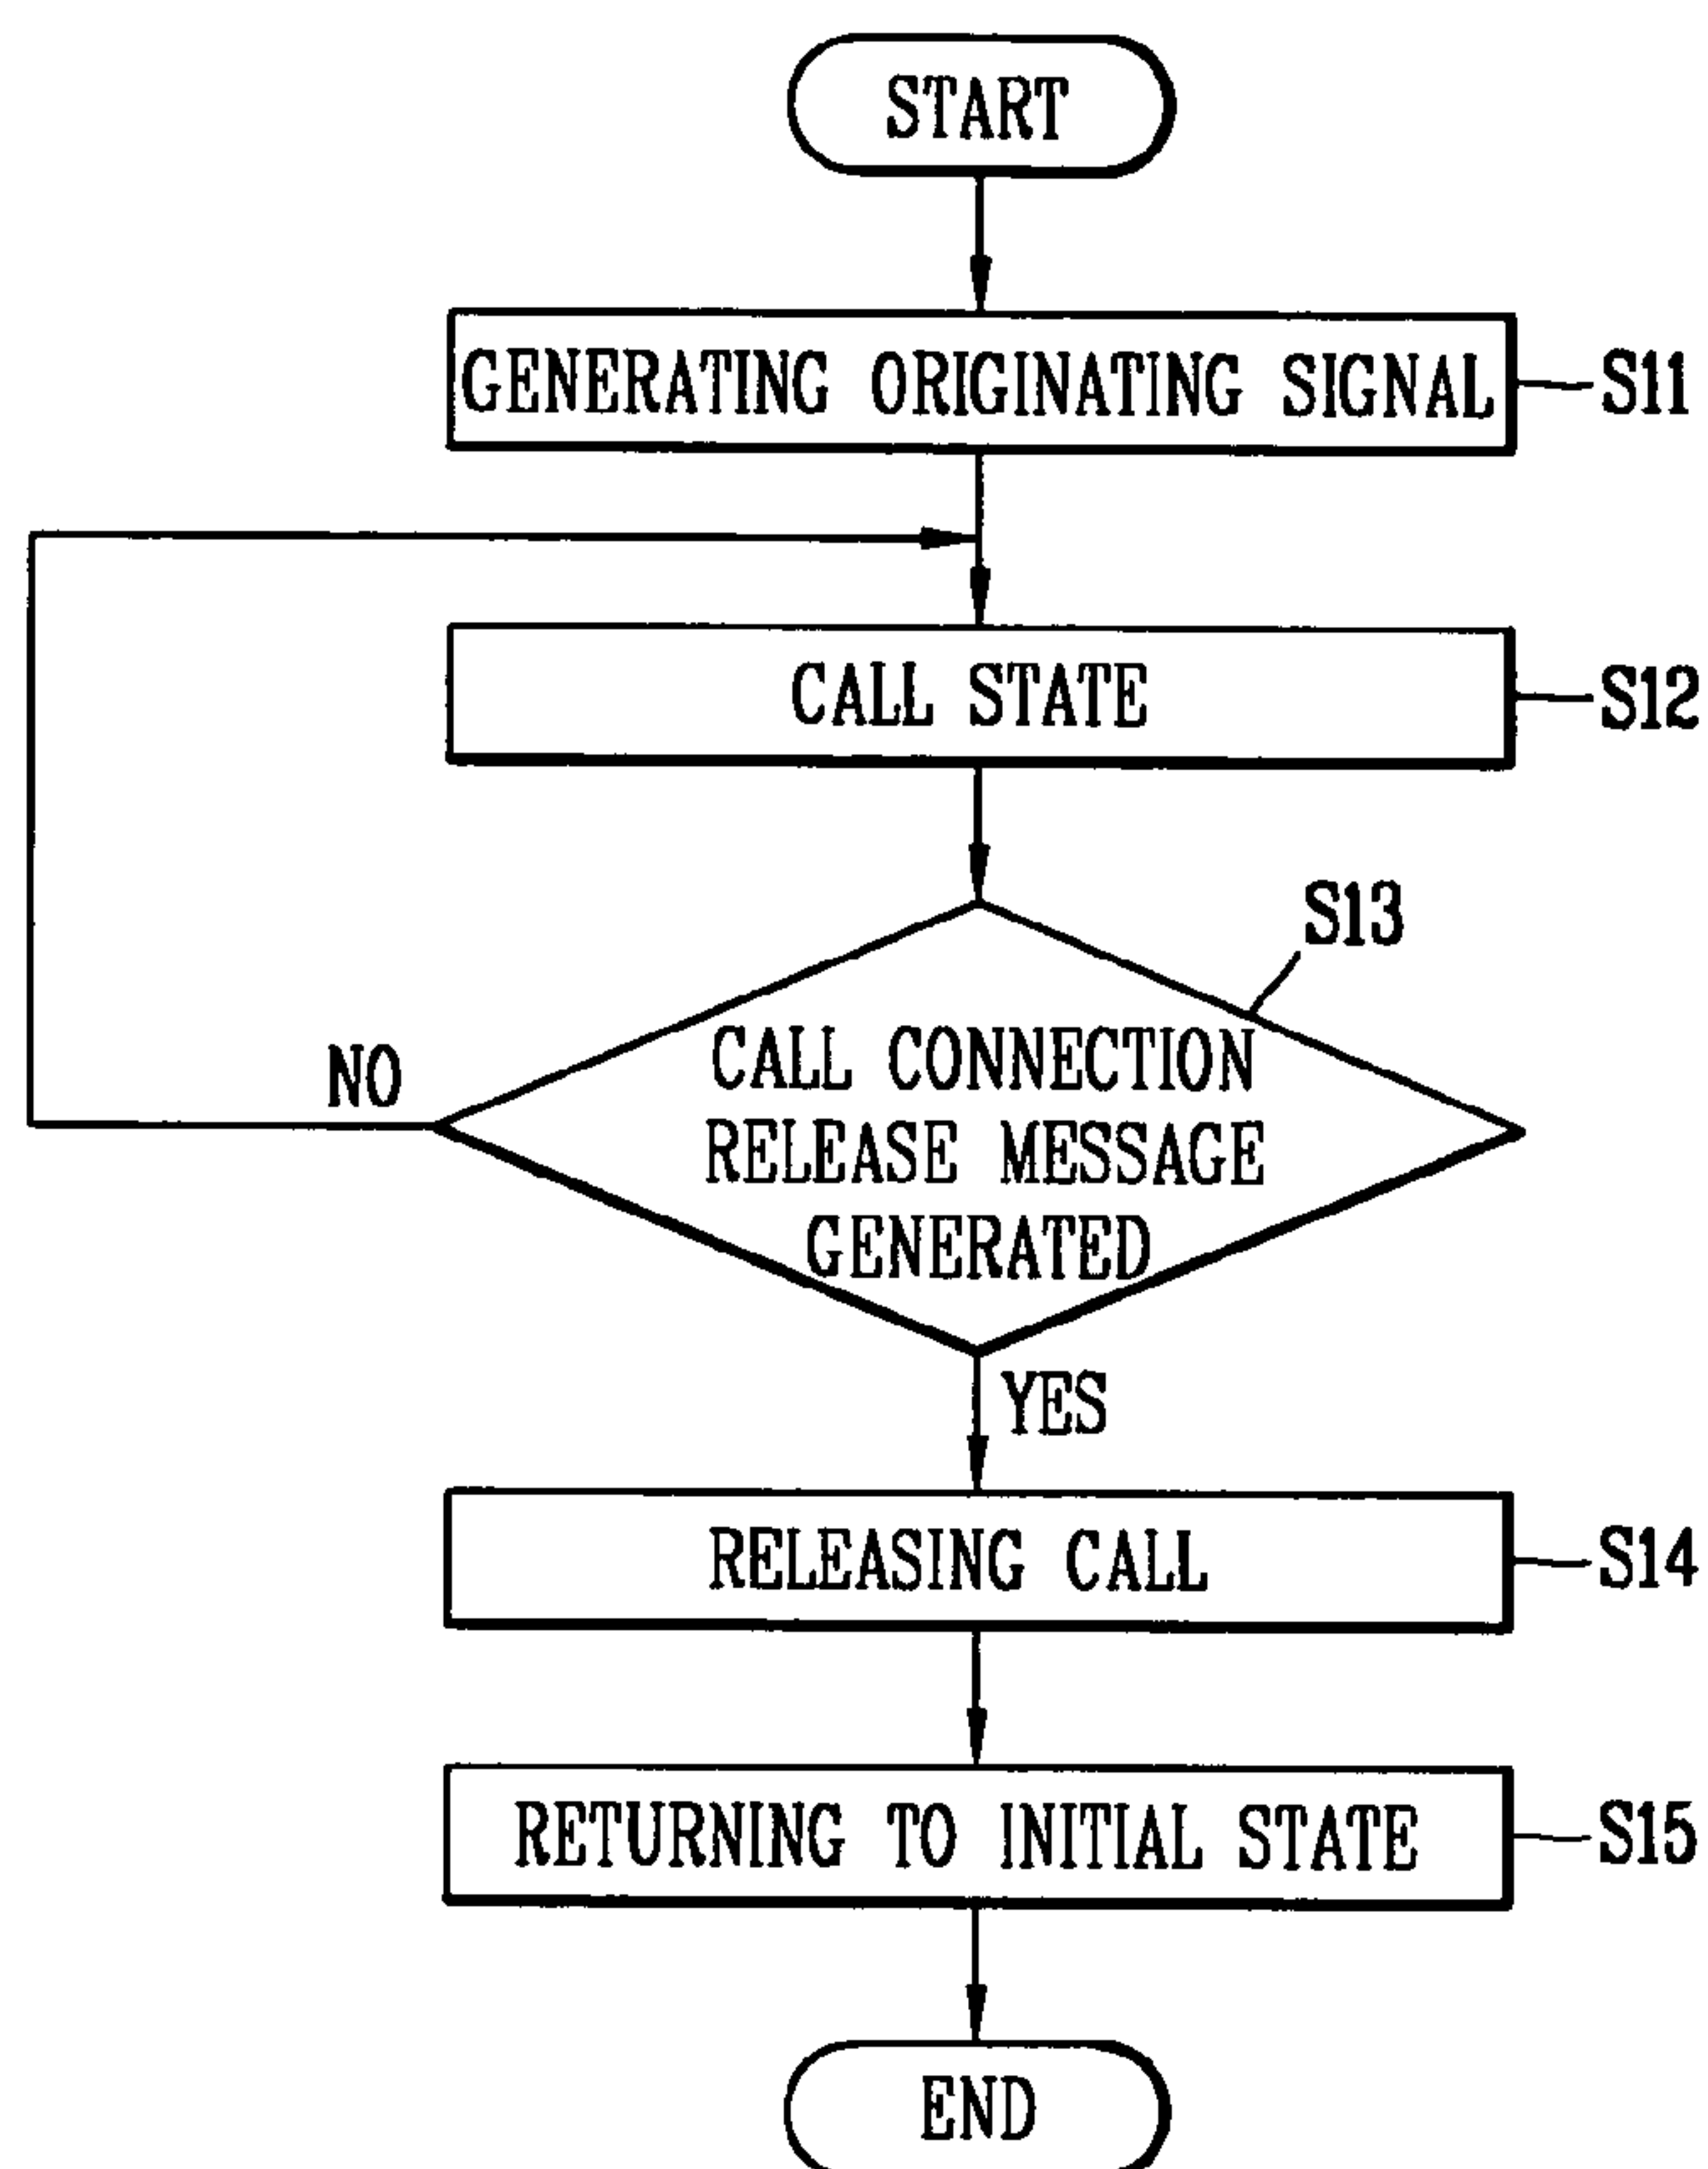 START
GENERATING ORIGINATING SIGNAL
S11
CALL STATE
S12
S13
CALL CONNECTION
RELEASE MESSAGE
GENERATED
NO
YES
RELEASING CALL
S14
RETURNING TO INITIAL STATE
S15
END